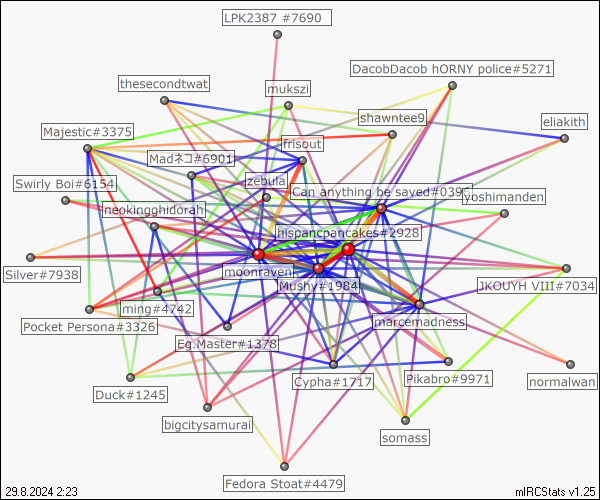 LPK2387 #7690
DacobDacob hORNY police#5271
thesecondtwat
mukszi
shawntee9
eliakith
Majestic#3375
frisout
Madネコ#6901
Swirly Boi#6154
zebula
Can anything be saved#0395
yoshimanden
neokingghidorah
hispancpancakes#2928
moonraven
Silver#7938
Mushy#1984
JKOUYH VIII#7034
ming#4742
marcemadness
Pocket Persona#3326
Eg.Master#1378
Cypha#1717
Pikabro#9971
normalwan
Duck#1245
bigcitysamurai
somass
Fedora Stoat#4479
29.8.2024 2:23
mIRCStats v1.25